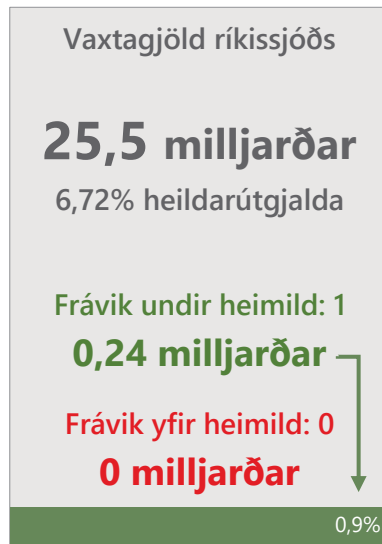 Vaxtagjöld ríkissjóðs
25,5 milljarðar
6,72% heildarútgjalda
Frávik undir heimild: 1
0,24 milljarðar
Frávik yfir heimild: 0
0 milljarðar
0,9%